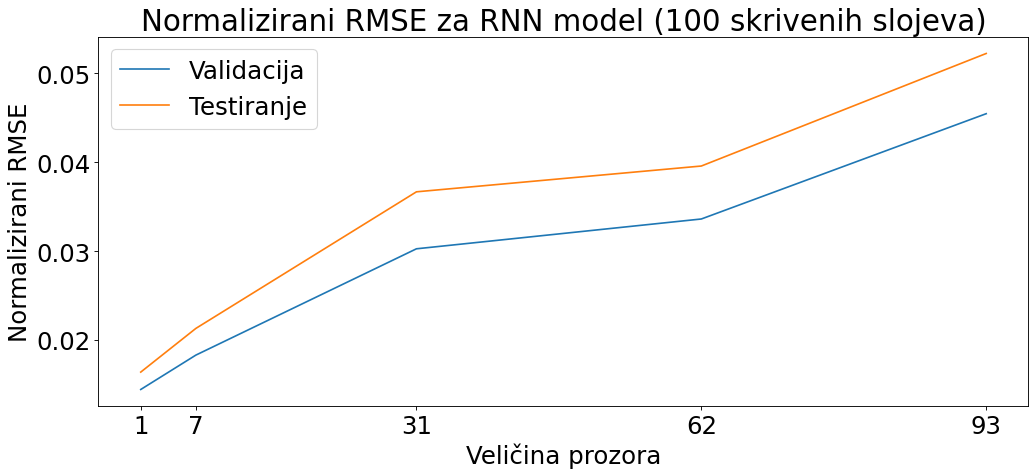 Normalizirani RMSE za RNN model (100 skrivenih slojeva)
Validacija
Testiranje
Normalizirani RMSE
0.05
0.04
0.03
0.02
1 7 31 62 93
Veličina prozora